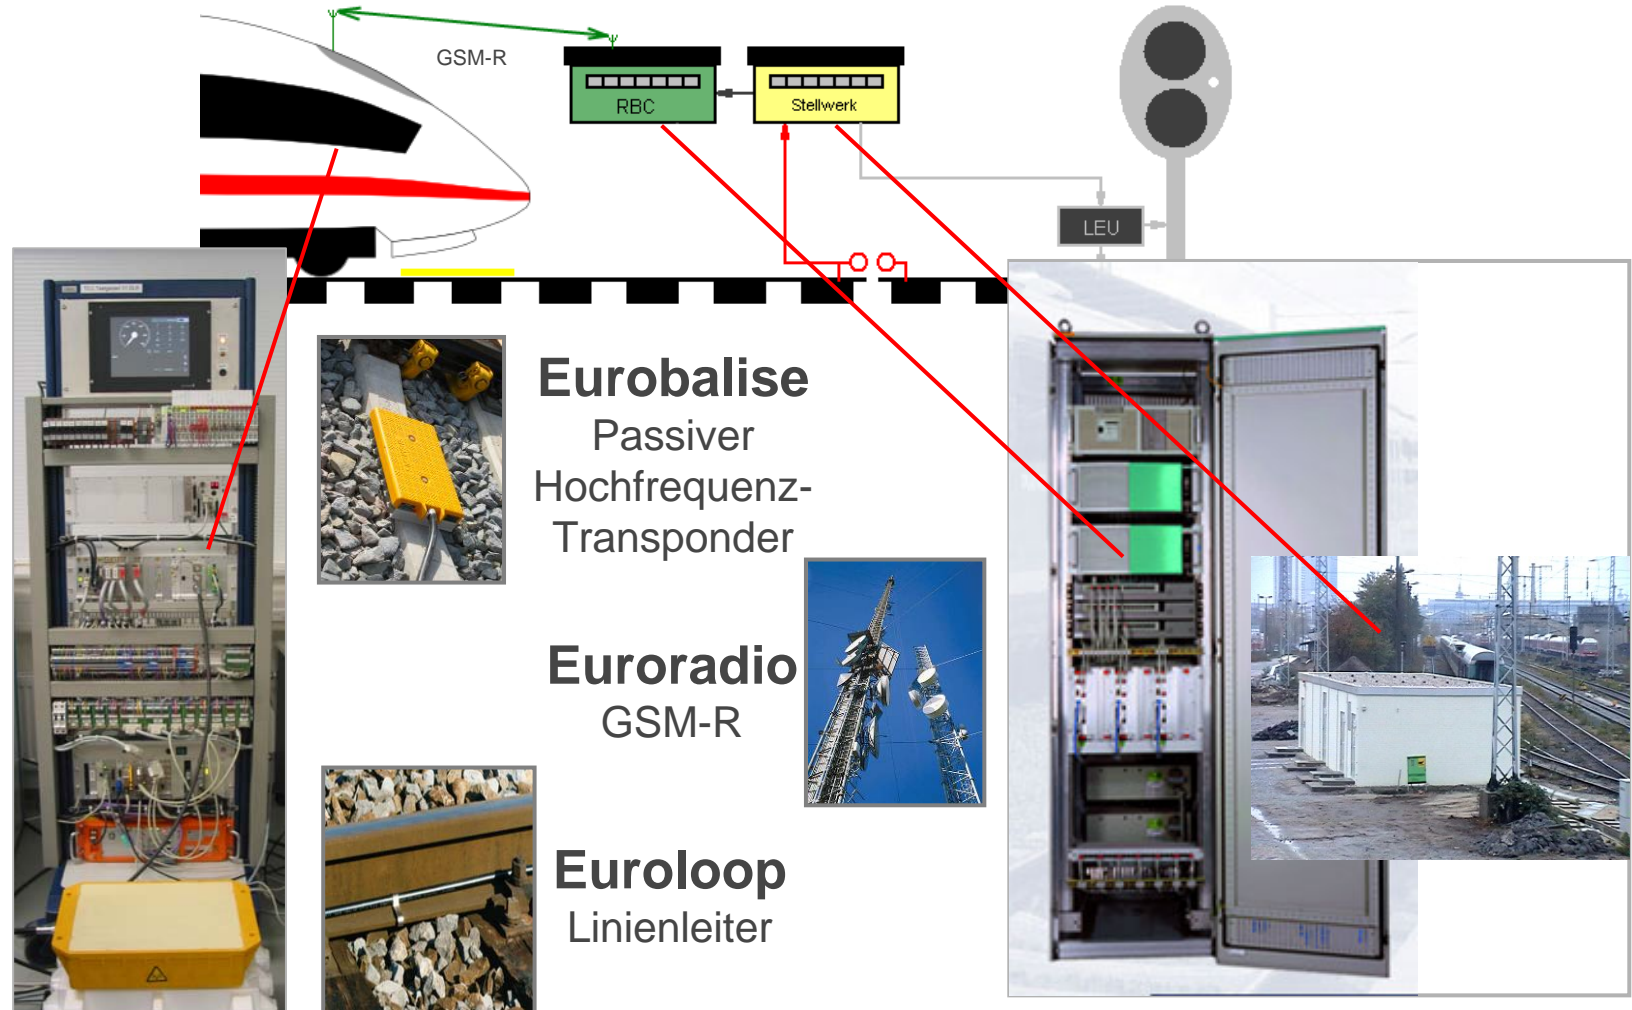 GSM-R
RBC
Stellwerk
LEU
Eurobalise
Passiver
Hochfrequenz-
Transponder
Euroradio
GSM-R
Euroloop
Linienleiter